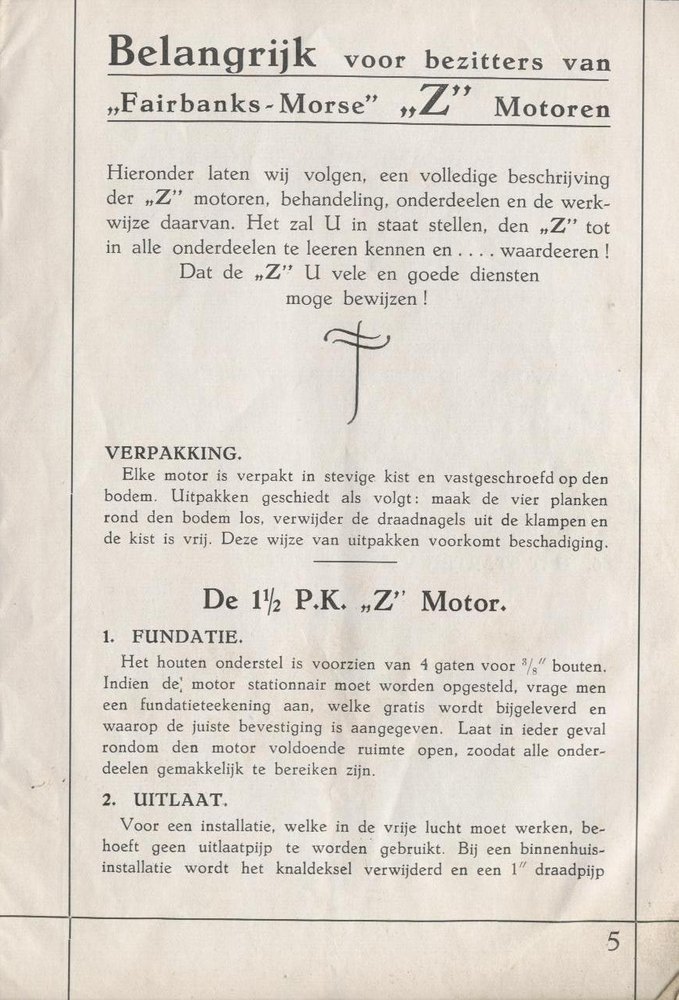 Belangrijk voor bezitters van
„Fairbanks-Morse” „Z” Motoren
Hieronder laten wij volgen, een volledige beschrijving
der „Z” motoren, behandeling, onderdeelen en de werk-
wijze daarvan. Het zal U in staat stellen, den „Z” tot
in alle onderdeelen te leeren kennen en .... waardeeren !
Dat de „Z” U vele en goede diensten
moge bewijzen !
VERPAKKING.
Elke motor is verpakt in stevige kist en vastgeschroefd op den
bodem. Uitpakken geschiedt als volgt: maak de vier planken
rond den bodem los, verwijder de draadnagels uit de klampen en
de kist is vrij. Deze wijze van uitpakken voorkomt beschadiging.
De 1½ P.K. „Z” Motor.
1. FUNDATIE.
Het houten onderstel is voorzien van 4 gaten voor ³/₈″ bouten.
Indien de motor stationnair moet worden opgesteld, vrage men
een fundatieteekening aan, welke gratis wordt bijgeleverd en
waarop de juiste bevestiging is aangegeven. Laat in ieder geval
rondom den motor voldoende ruimte open, zoodat alle onder-
deelen gemakkelijk te bereiken zijn.
2. UITLAAT.
Voor een installatie, welke in de vrije lucht moet werken, be-
hoeft geen uitlaatpijp te worden gebruikt. Bij een binnenhuis-
installatie wordt het knaldeksel verwijderd en een 1″ draadpijp
5